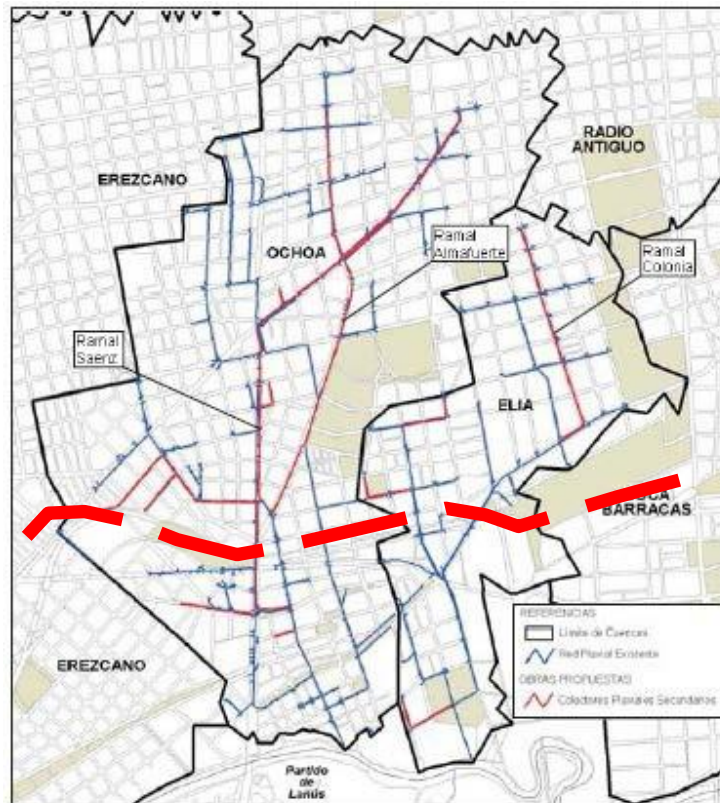 RADIO
ANTIGUO
EREZCANO
Ramal
Almafuerte
OCHOA
Ramal
Colonia
Ramal
Saenz
ELIA
BARRACAS
REFERENCIAS
Límite de Cuencas
Red Pluvial Existente
OBRAS PROPUESTAS
Colectores Pluviales Secundarios
EREZCANO
Partido
de
Lanús